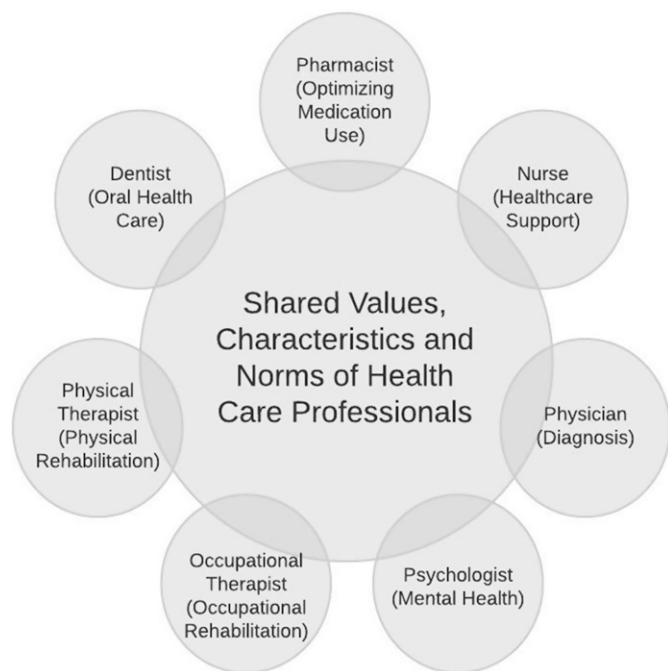 Pharmacist
(Optimizing
Medication
Use)
Dentist
(Oral Health
Care)
Nurse
(Healthcare
Support)
Shared Values,
Characteristics and
Norms of Health
Care Professionals
Physical
Therapist
(Physical
Rehabilitation)
Physician
(Diagnosis)
Occupational
Therapist
(Occupational
Rehabilitation)
Psychologist
(Mental Health)